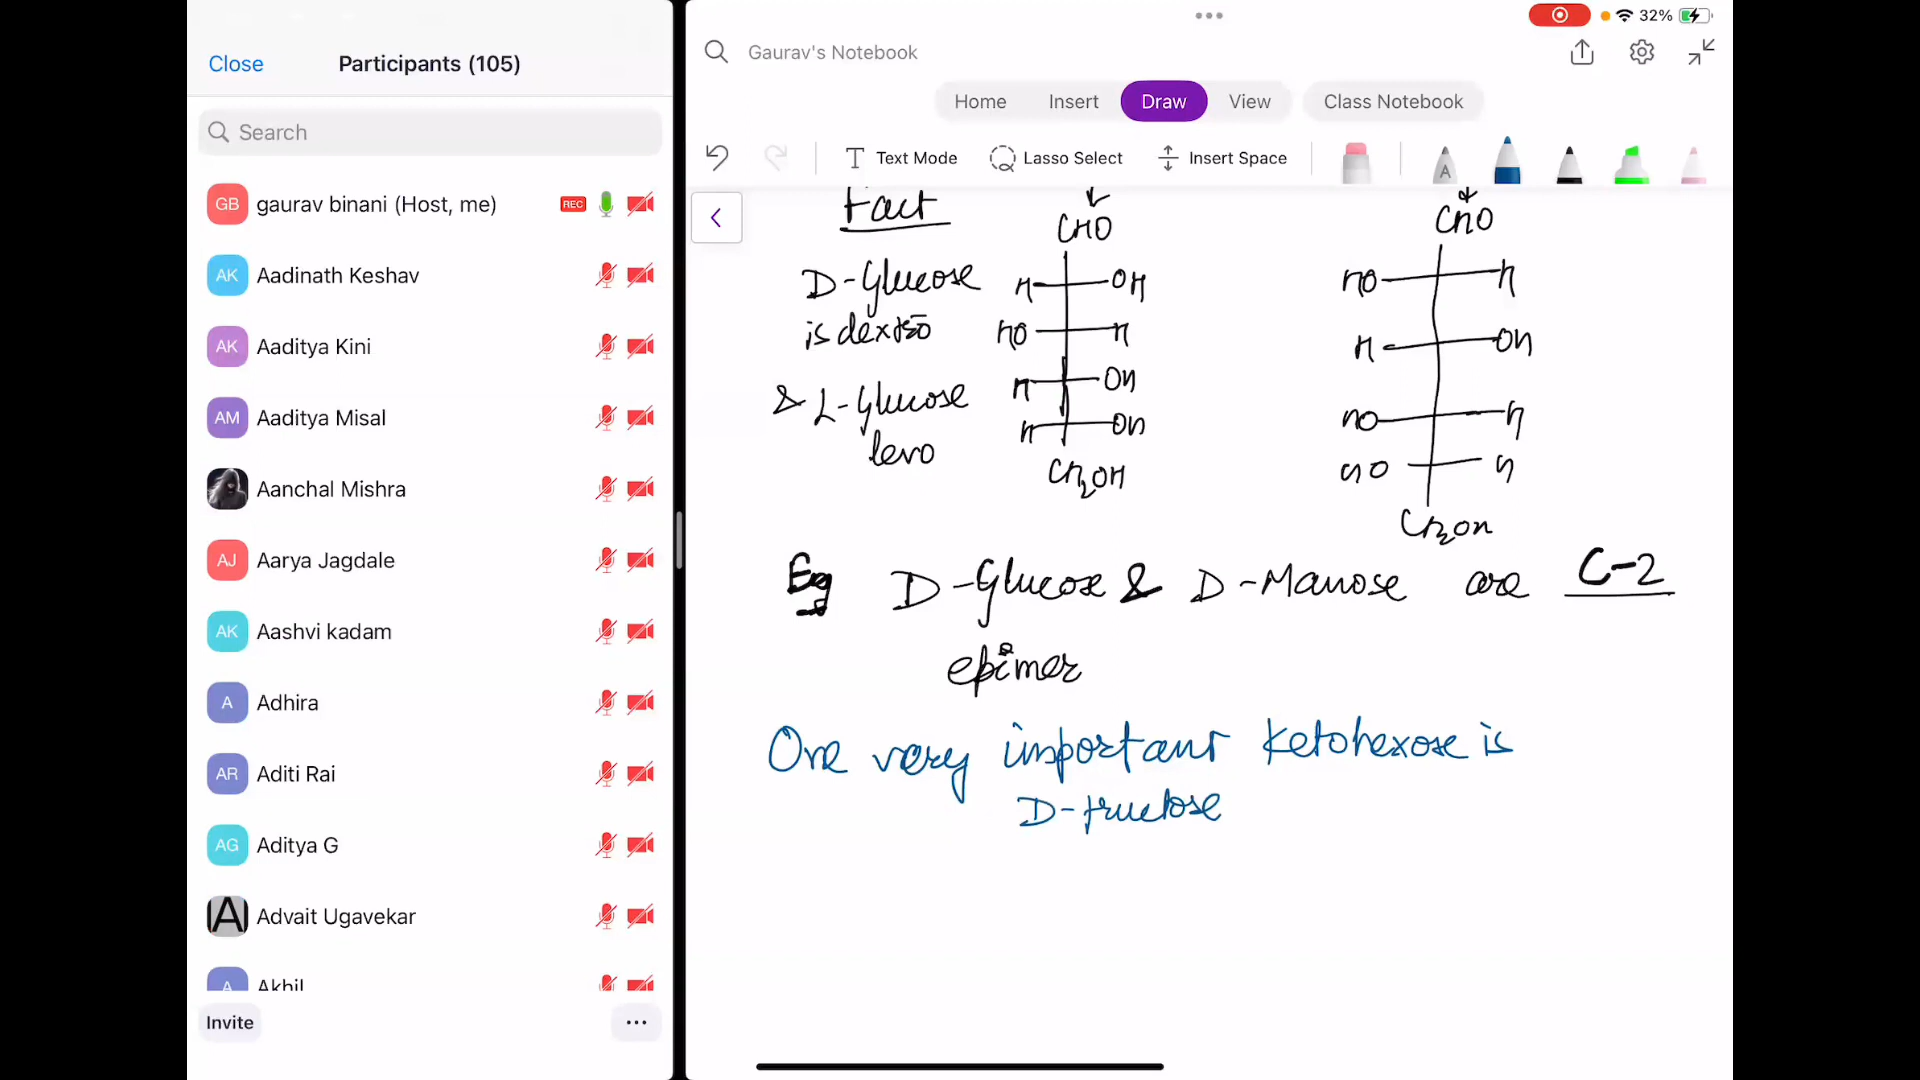 32%
Close
Participants (105)
Search
GB gaurav binani (Host, me) REC
AK Aadinath Keshav
AK Aaditya Kini
AM Aaditya Misal
Aanchal Mishra
AJ Aarya Jagdale
AK Aashvi kadam
A Adhira
AR Aditi Rai
AG Aditya G
A Advait Ugavekar
A Akhil
Invite
Gaurav's Notebook
Home Insert Draw View Class Notebook
T Text Mode Lasso Select Insert Space A
Fact
CHO CHO
D-Glucose H OH HO H
is dextro HO H H OH
& L-Glucose H OH HO H
levo H OH HO H
CH2OH CH2OH
Eg D-Glucose & D-Manose are C-2
epimer
One very important Ketohexose is
D-fructose